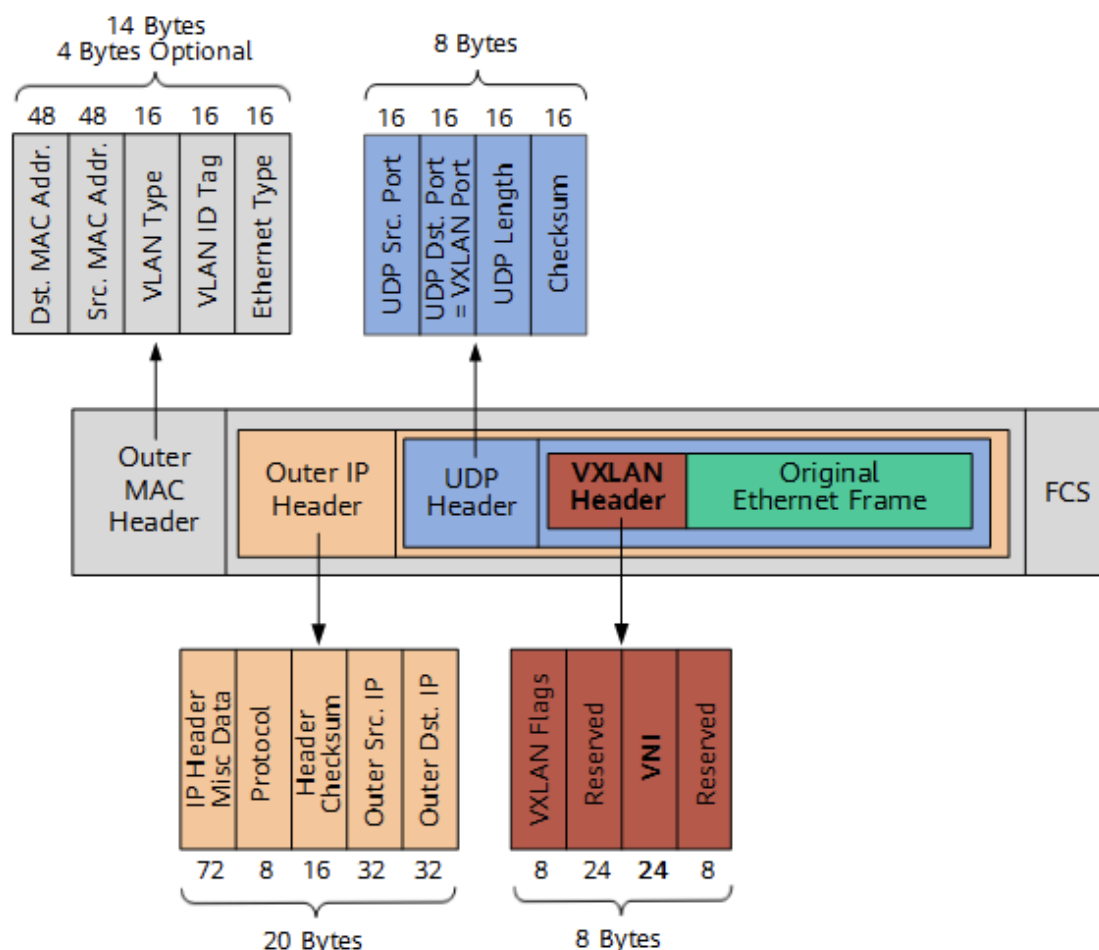 14 Bytes
4 Bytes Optional
8 Bytes
48 48 16 16 16
16 16 16 16
Dst. MAC Addr.
Src. MAC Addr.
VLAN Type
VLAN ID Tag
Ethernet Type
UDP Src. Port
UDP Dst. Port
= VXLAN Port
UDP Length
Checksum
Outer
MAC
Header
Outer IP
Header
UDP
Header
VXLAN
Header
Original
Ethernet Frame
FCS
IP Header
Misc Data
Protocol
Header
Checksum
Outer Src. IP
Outer Dst. IP
VXLAN Flags
Reserved
VNI
Reserved
72 8 16 32 32
8 24 24 8
20 Bytes
8 Bytes